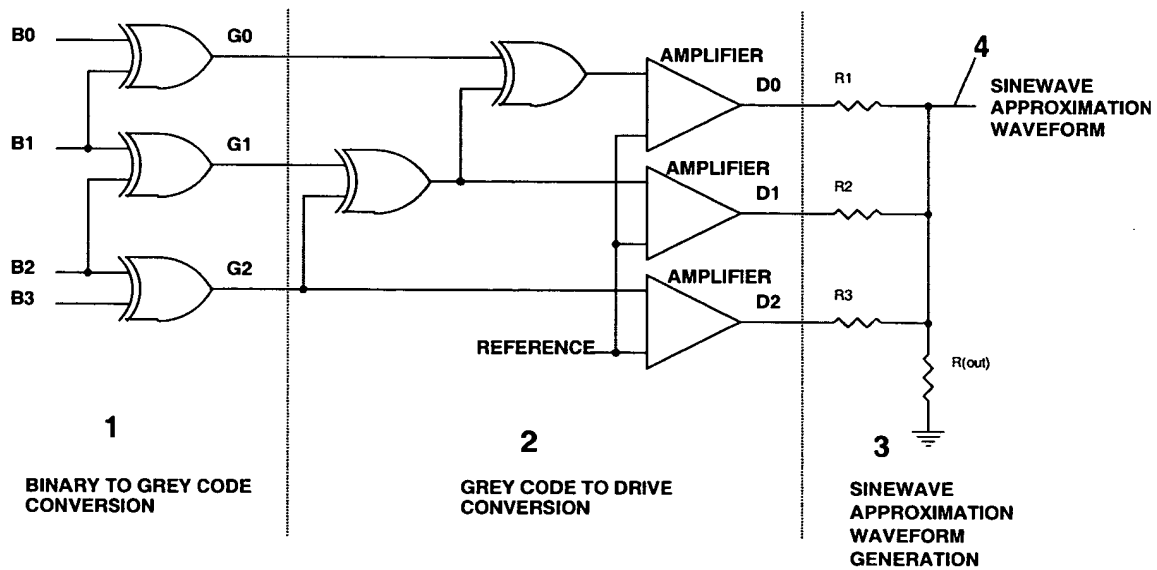 B0
G0
AMPLIFIER
D0
R1
4
SINEWAVE
APPROXIMATION
WAVEFORM
B1
G1
AMPLIFIER
D1
R2
B2
B3
G2
AMPLIFIER
D2
R3
REFERENCE
R(out)
1
BINARY TO GREY CODE
CONVERSION
2
GREY CODE TO DRIVE
CONVERSION
3
SINEWAVE
APPROXIMATION
WAVEFORM
GENERATION